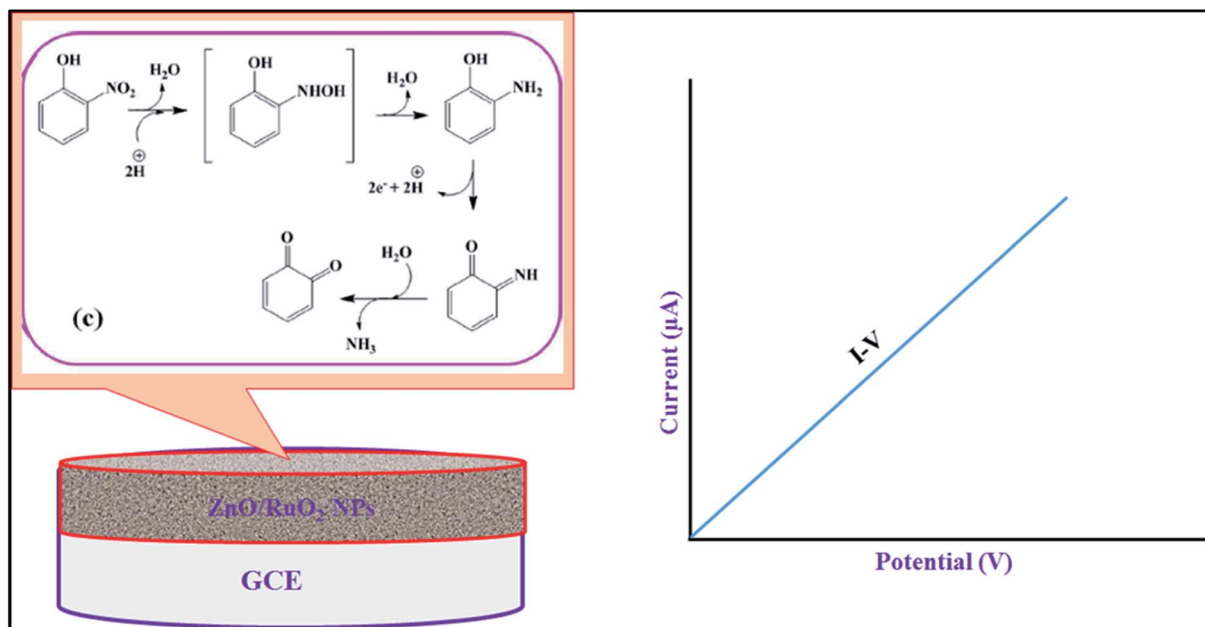 OH
NO₂
H₂O
2H⊕
OH
NHOH
H₂O
OH
NH₂
2e⁻+ 2H⊕
O
NH
H₂O
NH₃
O
O
(c)
ZnO/RuO₂ NPs
GCE
Current (µA)
I-V
Potential (V)